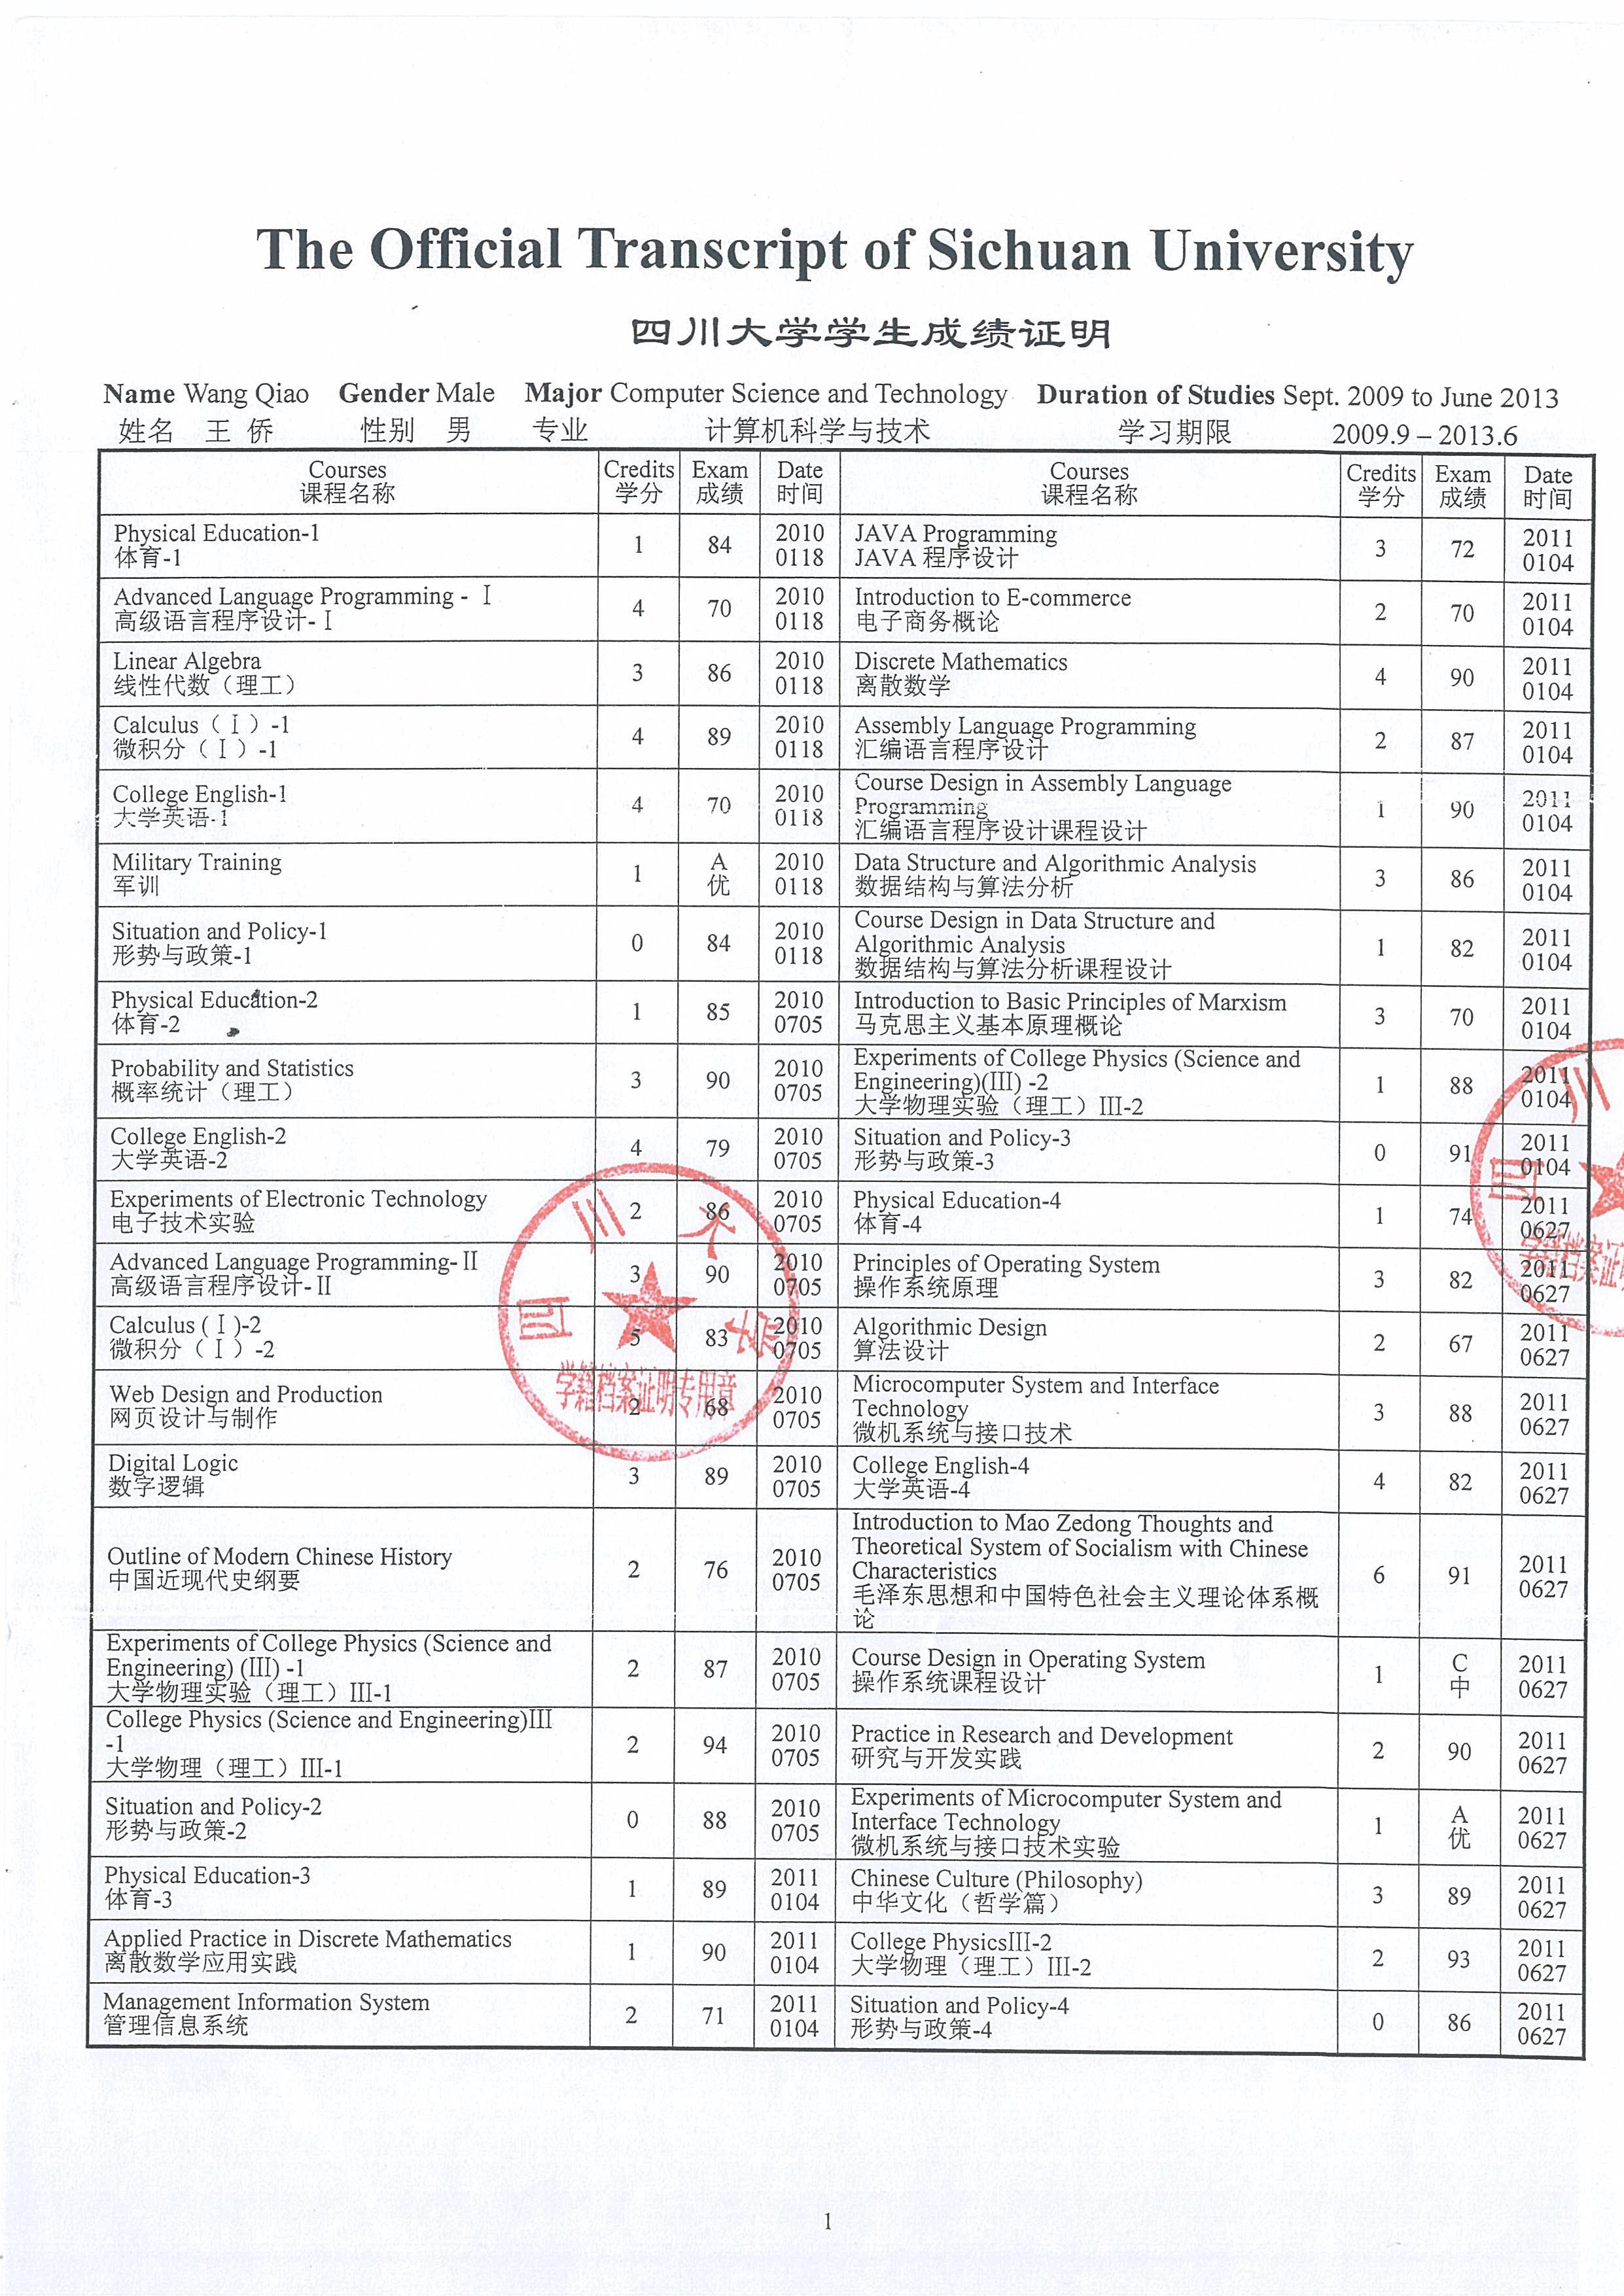 The Official Transcript of Sichuan University
四川大学学生成绩证明
Name Wang Qiao Gender Male Major Computer Science and Technology Duration of Studies Sept. 2009 to June 2013
姓名 王 侨 性别 男 专业 计算机科学与技术 学习期限 2009.9 – 2013.6
Courses Credits Exam Date Courses Credits Exam Date
课程名称 学分 成绩 时间 课程名称 学分 成绩 时间
Physical Education-1 2010 JAVA Programming 2011
体育-1 1 84 0118 JAVA 程序设计 3 72 0104
Advanced Language Programming - Ⅰ 2010 Introduction to E-commerce 2011
高级语言程序设计-Ⅰ 4 70 0118 电子商务概论 2 70 0104
Linear Algebra 2010 Discrete Mathematics 2011
线性代数（理工） 3 86 0118 离散数学 4 90 0104
Calculus（Ⅰ）-1 2010 Assembly Language Programming 2011
微积分（Ⅰ）-1 4 89 0118 汇编语言程序设计 2 87 0104
College English-1 2010 Course Design in Assembly Language 2011
大学英语-1 4 70 0118 Programming 1 90 0104
汇编语言程序设计课程设计
Military Training A 2010 Data Structure and Algorithmic Analysis 2011
军训 1 优 0118 数据结构与算法分析 3 86 0104
Situation and Policy-1 2010 Course Design in Data Structure and 2011
形势与政策-1 0 84 0118 Algorithmic Analysis 1 82 0104
数据结构与算法分析课程设计
Physical Education-2 2010 Introduction to Basic Principles of Marxism 2011
体育-2 1 85 0705 马克思主义基本原理概论 3 70 0104
Probability and Statistics 2010 Experiments of College Physics (Science and 2011
概率统计（理工） 3 90 0705 Engineering)(III) -2 1 88 0104
大学物理实验（理工）III-2
College English-2 2010 Situation and Policy-3 2011
大学英语-2 4 79 0705 形势与政策-3 0 91 0104
Experiments of Electronic Technology 2010 Physical Education-4 2011
电子技术实验 2 86 0705 体育-4 1 74 0627
Advanced Language Programming-Ⅱ 2010 Principles of Operating System 2011
高级语言程序设计-Ⅱ 3 90 0705 操作系统原理 3 82 0627
Calculus (Ⅰ)-2 2010 Algorithmic Design 2011
微积分（Ⅰ）-2 5 83 0705 算法设计 2 67 0627
Web Design and Production 2010 Microcomputer System and Interface 2011
网页设计与制作 2 68 0705 Technology 3 88 0627
微机系统与接口技术
Digital Logic 2010 College English-4 2011
数字逻辑 3 89 0705 大学英语-4 4 82 0627
Outline of Modern Chinese History 2010 Introduction to Mao Zedong Thoughts and 2011
中国近现代史纲要 2 76 0705 Theoretical System of Socialism with Chinese 6 91 0627
Characteristics
毛泽东思想和中国特色社会主义理论体系概
论
Experiments of College Physics (Science and 2010 Course Design in Operating System C 2011
Engineering) (III) -1 2 87 0705 操作系统课程设计 1 中 0627
大学物理实验（理工）III-1
College Physics (Science and Engineering)III 2010 Practice in Research and Development 2011
-1 2 94 0705 研究与开发实践 2 90 0627
大学物理（理工）III-1
Situation and Policy-2 2010 Experiments of Microcomputer System and A 2011
形势与政策-2 0 88 0705 Interface Technology 1 优 0627
微机系统与接口技术实验
Physical Education-3 2011 Chinese Culture (Philosophy) 2011
体育-3 1 89 0104 中华文化（哲学篇） 3 89 0627
Applied Practice in Discrete Mathematics 2011 College PhysicsIII-2 2011
离散数学应用实践 1 90 0104 大学物理（理工）III-2 2 93 0627
Management Information System 2011 Situation and Policy-4 2011
管理信息系统 2 71 0104 形势与政策-4 0 86 0627
四川大学
学籍档案证明专用章
四川
学籍档案证
1